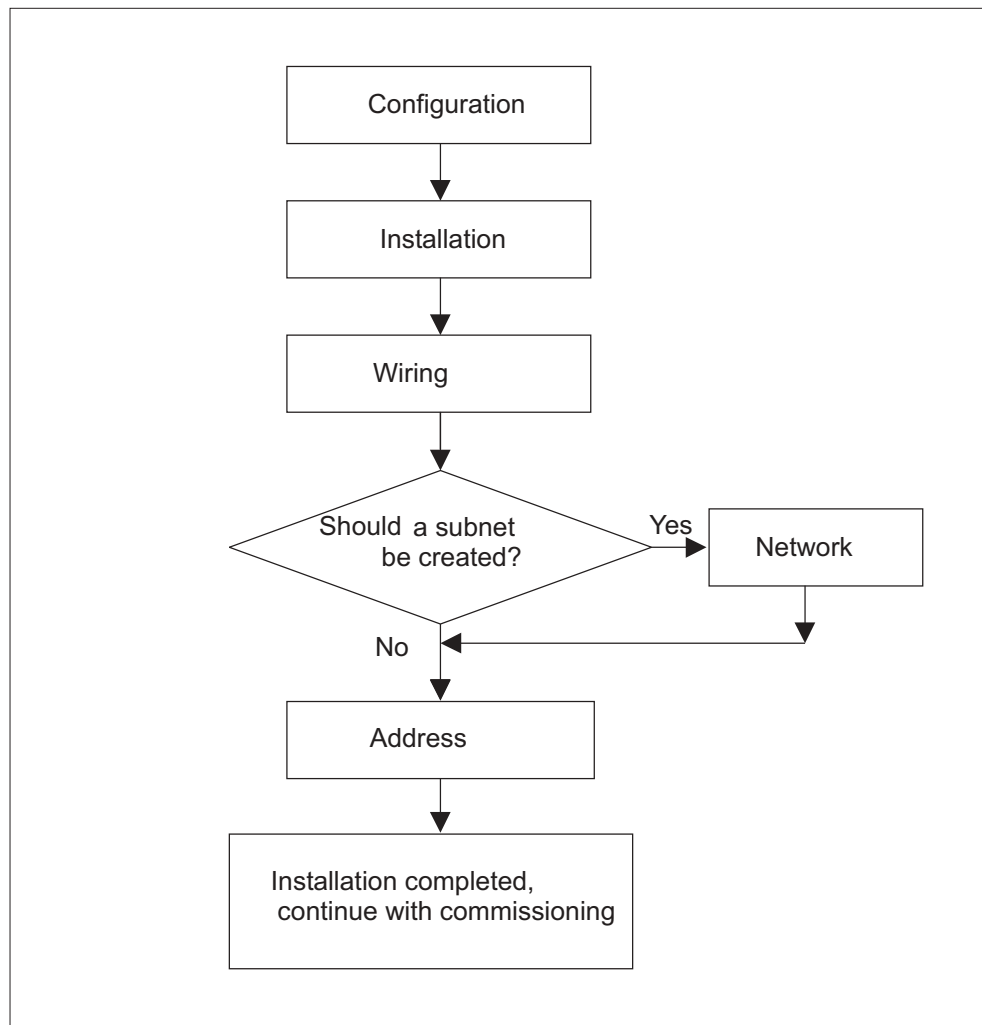 Configuration
Installation
Wiring
Should a subnet
be created?
Yes
Network
No
Address
Installation completed,
continue with commissioning